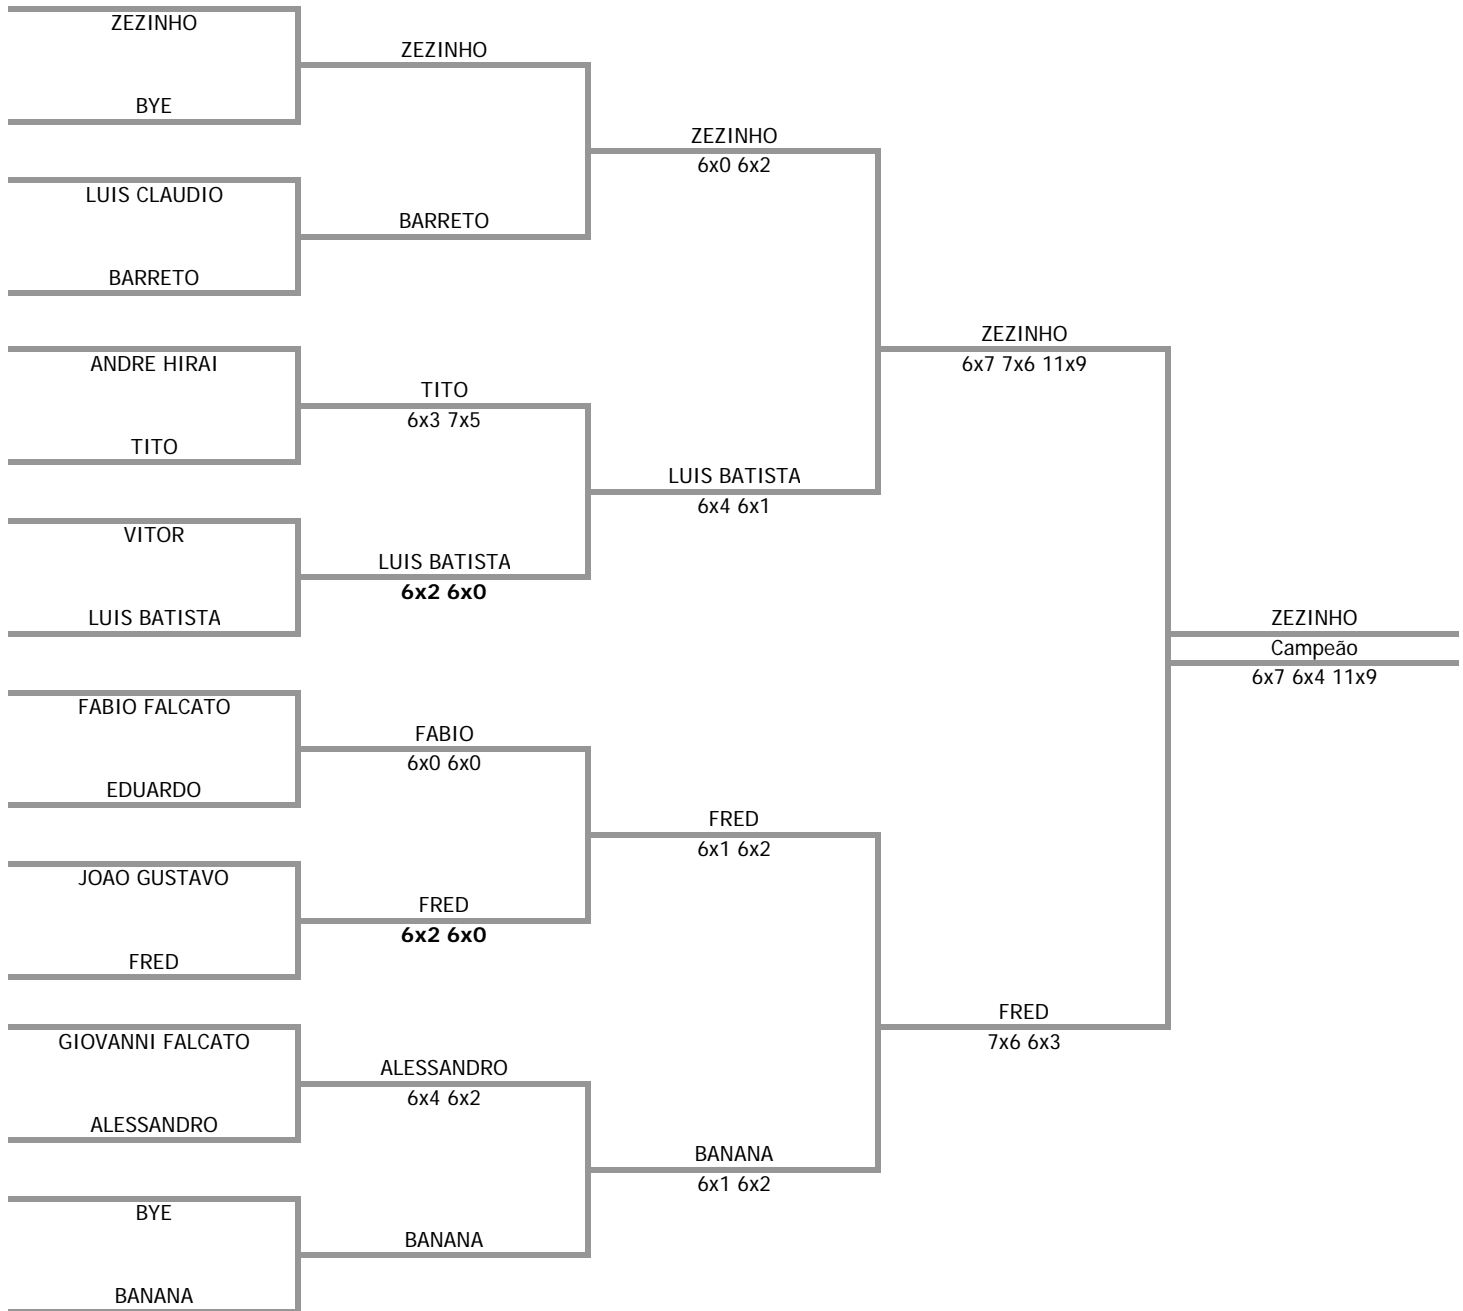 ZEZINHO
BYE
LUIS CLAUDIO
BARRETO
ANDRE HIRAI
TITO
VITOR
LUIS BATISTA
FABIO FALCATO
EDUARDO
JOAO GUSTAVO
FRED
GIOVANNI FALCATO
ALESSANDRO
BYE
BANANA
ZEZINHO
BARRETO
TITO
6x3 7x5
LUIS BATISTA
6x2 6x0
FABIO
6x0 6x0
FRED
6x2 6x0
ALESSANDRO
6x4 6x2
BANANA
ZEZINHO
6x0 6x2
LUIS BATISTA
6x4 6x1
FRED
6x1 6x2
BANANA
6x1 6x2
ZEZINHO
6x7 7x6 11x9
FRED
7x6 6x3
ZEZINHO
Campeão
6x7 6x4 11x9